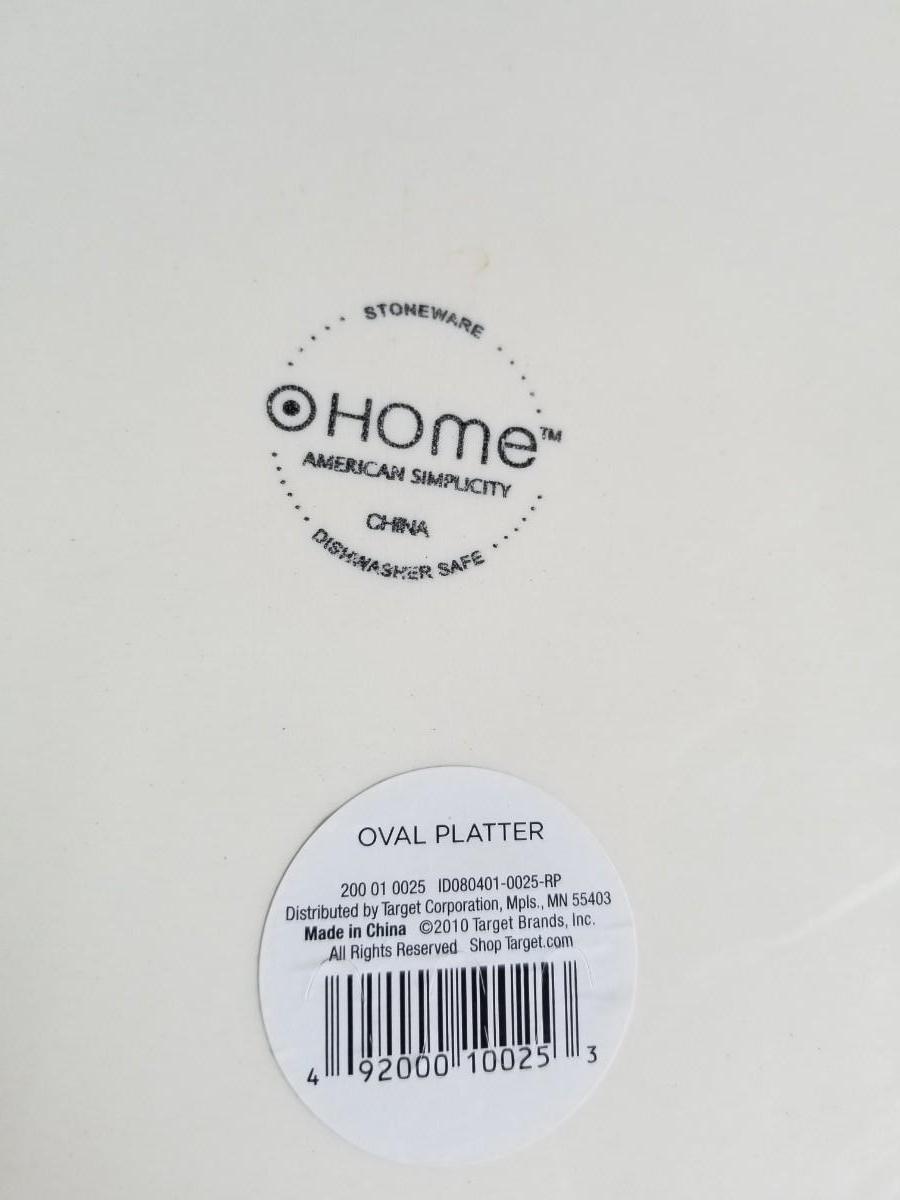 STONEWARE
HOme™
AMERICAN SIMPLICITY
CHINA
DISHWASHER SAFE
OVAL PLATTER
200 01 0025 ID080401-0025-RP
Distributed by Target Corporation, Mpls., MN 55403
Made in China ©2010 Target Brands, Inc.
All Rights Reserved Shop Target.com
4 92000 10025 3